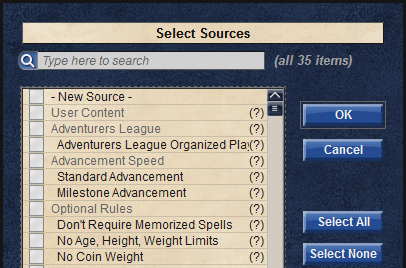 Select Sources
Type here to search (all 35 items)
- New Source -
User Content (?)
Adventurers League
Adventurers League Organized Play (?)
Advancement Speed (?)
Standard Advancement (?)
Milestone Advancement (?)
Optional Rules (?)
Don't Require Memorized Spells (?)
No Age, Height, Weight Limits (?)
No Coin Weight (?)
OK
Cancel
Select All
Select None